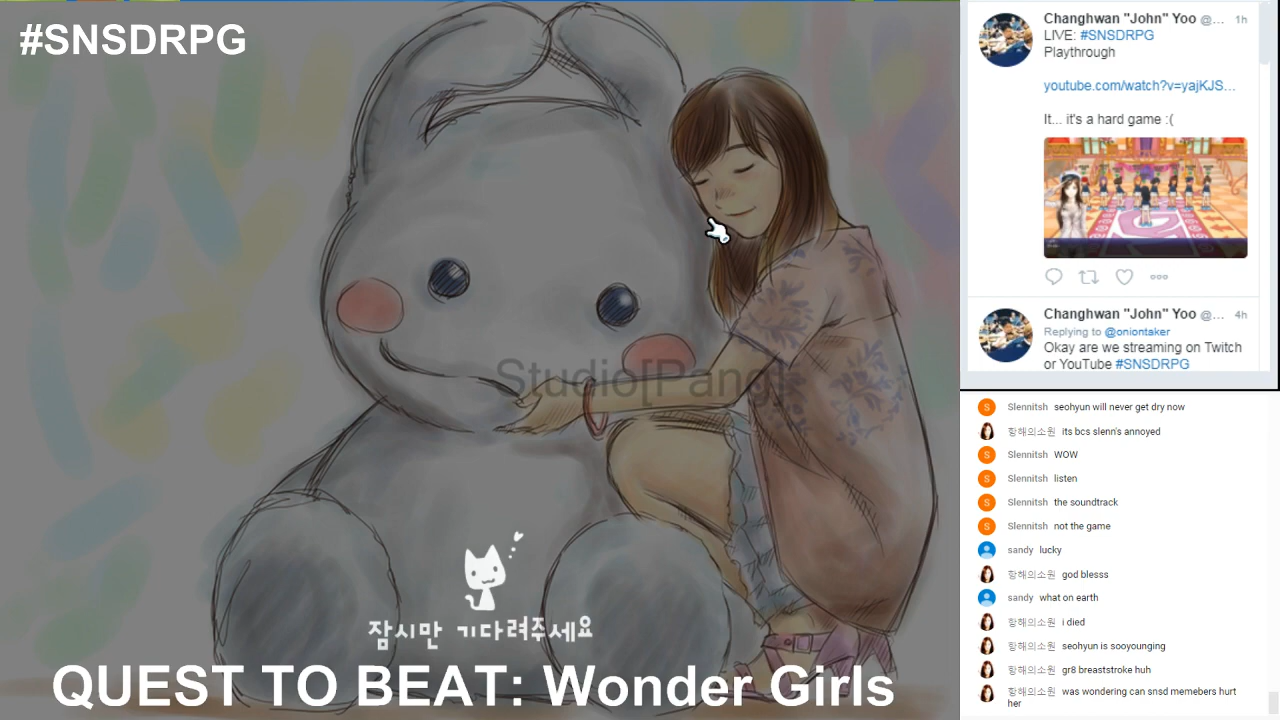 #SNSDRPG
Studio[Pang]
잠시만 기다려주세요
QUEST TO BEAT: Wonder Girls
Changhwan "John" Yoo @... 1h
LIVE: #SNSDRPG
Playthrough
youtube.com/watch?v=yajKJS...
It... it's a hard game :(
Changhwan "John" Yoo @... 4h
Replying to @oniontaker
Okay are we streaming on Twitch
or YouTube #SNSDRPG
S Slennitsh seohyun will never get dry now
항해의소원 its bcs slenn's annoyed
S Slennitsh WOW
S Slennitsh listen
S Slennitsh the soundtrack
S Slennitsh not the game
sandy lucky
항해의소원 god blesss
sandy what on earth
항해의소원 i died
항해의소원 seohyun is sooyounging
항해의소원 gr8 breaststroke huh
항해의소원 was wondering can snsd memebers hurt
her